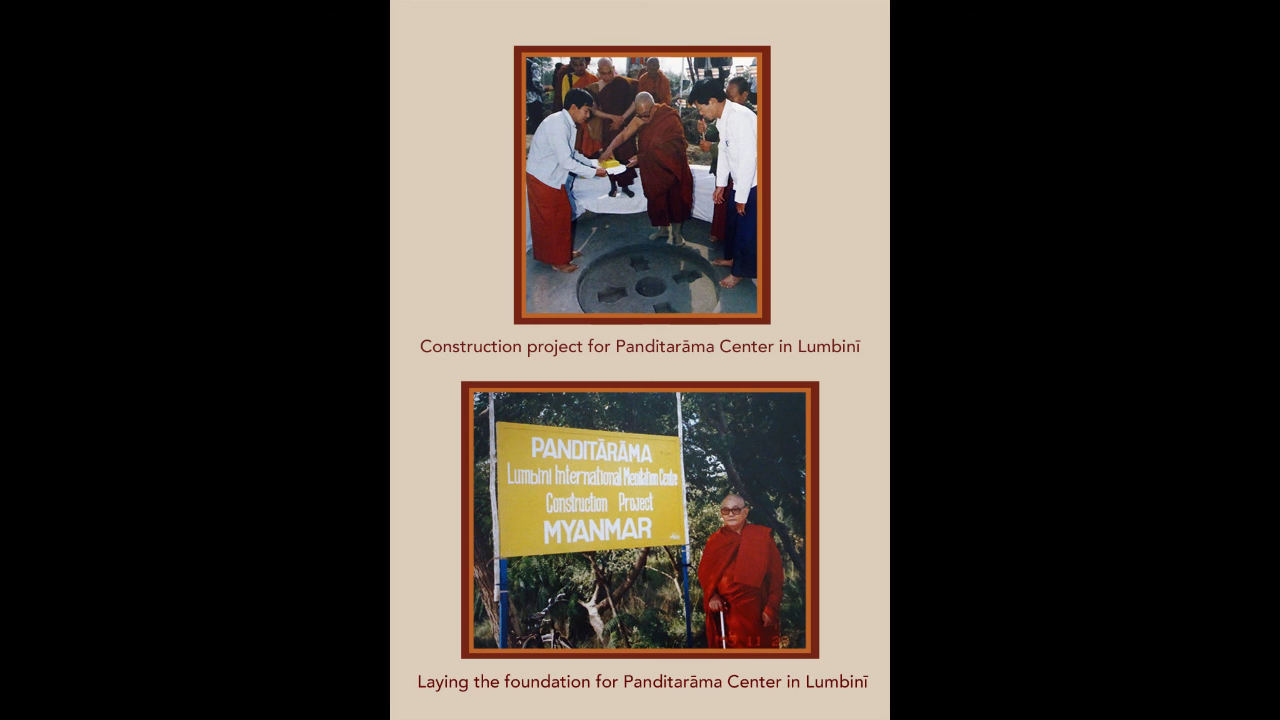 Construction project for Panditarāma Center in Lumbinī
PANDITĀRĀMA
Lumbini International Meditation Centre
Construction Project
MYANMAR
Laying the foundation for Panditarāma Center in Lumbinī